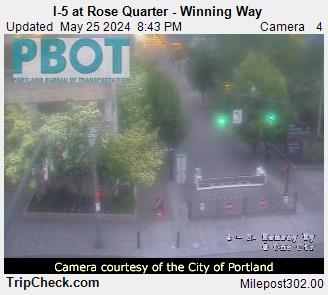 I-5 at Rose Quarter - Winning Way
Updated May 25 2024 8:43 PM Camera 4
PBOT
PORTLAND BUREAU OF TRANSPORTATION
Camera courtesy of the City of Portland
TripCheck.com Milepost302.00